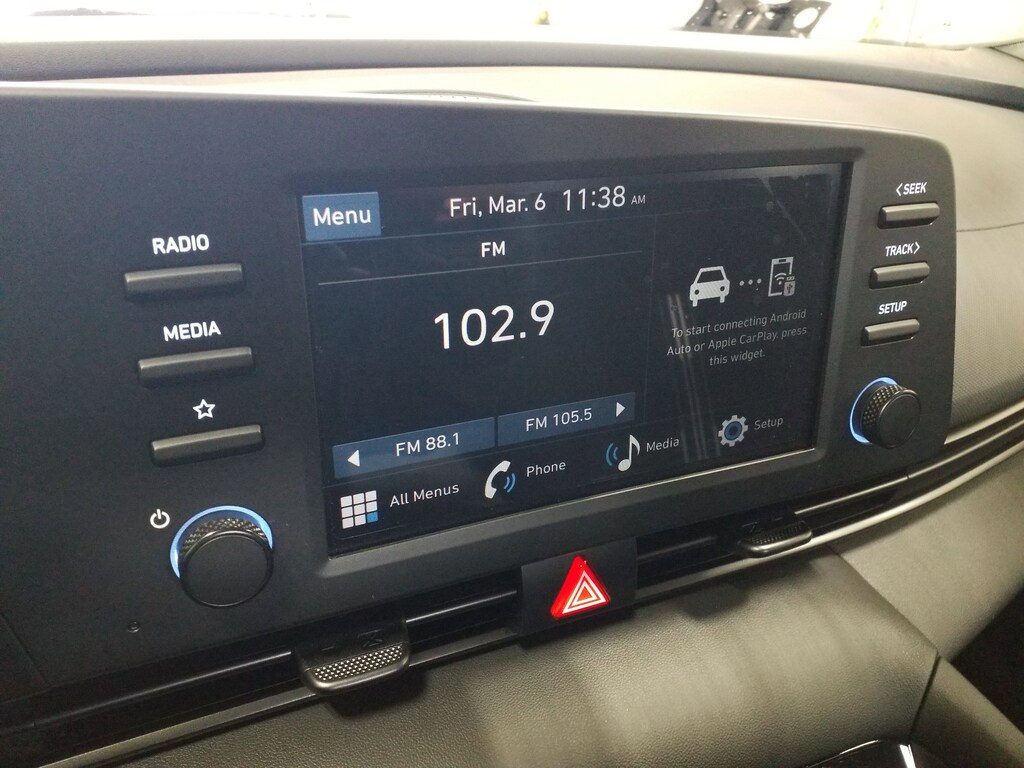 Menu
Fri, Mar. 6 11:38 AM
FM
102.9
To start connecting Android
Auto or Apple CarPlay, press
this widget.
FM 88.1
FM 105.5
All Menus
Phone
Media
Setup
RADIO
MEDIA
< SEEK
TRACK >
SETUP